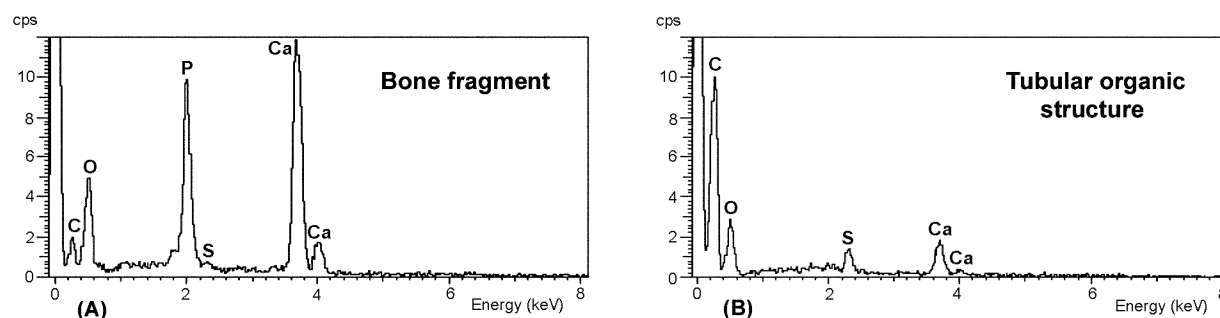 cps
Ca
P
Bone fragment
O
C
S
Ca
10
8
6
4
2
0
0 2 4 6 8
Energy (keV)
(A)
cps
C
Tubular organic
structure
O
S
Ca
Ca
10
8
6
4
2
0
0 2 4 6 8
Energy (keV)
(B)